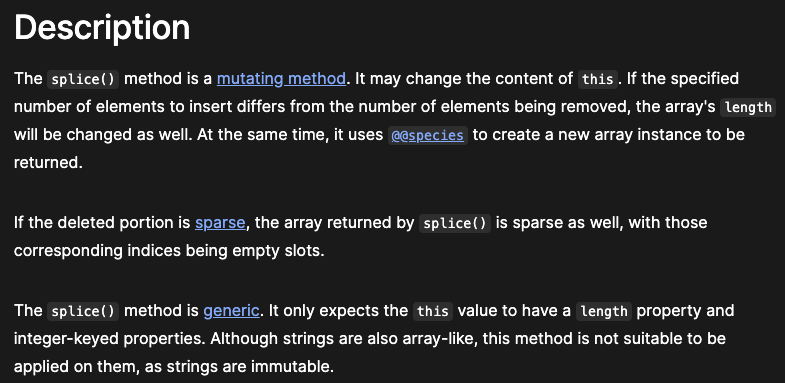 Description
The splice() method is a mutating method. It may change the content of this. If the specified
number of elements to insert differs from the number of elements being removed, the array's length
will be changed as well. At the same time, it uses @@species to create a new array instance to be
returned.
If the deleted portion is sparse, the array returned by splice() is sparse as well, with those
corresponding indices being empty slots.
The splice() method is generic. It only expects the this value to have a length property and
integer-keyed properties. Although strings are also array-like, this method is not suitable to be
applied on them, as strings are immutable.